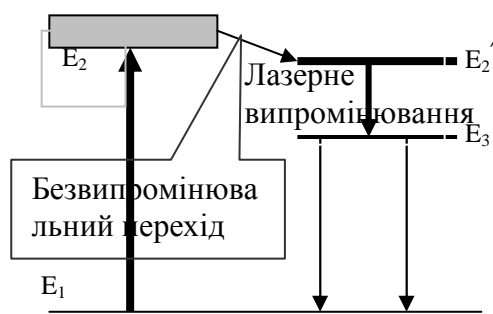 E2
E2´
Лазерне
випромінювання
E3
Безвипромінюва
льний перехід
E1